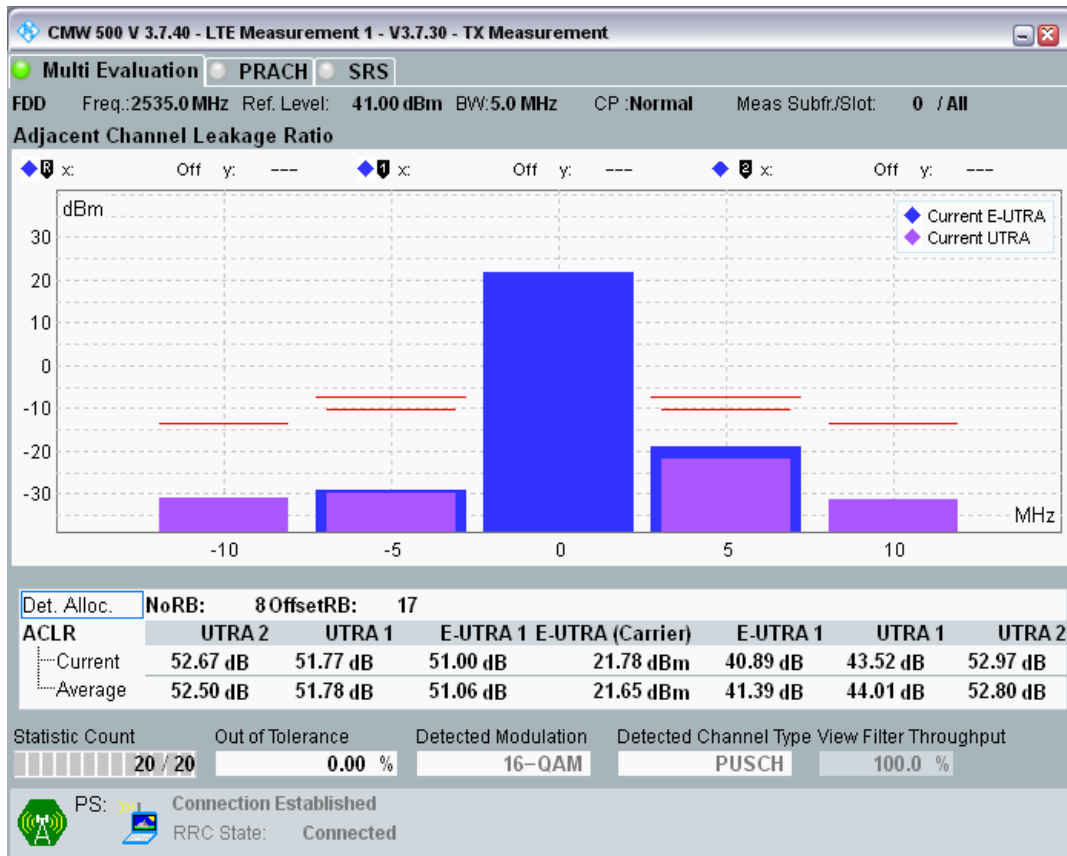 CMW 500 V 3.7.40 - LTE Measurement 1 - V3.7.30 - TX Measurement
Multi Evaluation PRACH SRS
FDD Freq.:2535.0 MHz Ref. Level: 41.00 dBm BW:5.0 MHz CP :Normal Meas Subfr./Slot: 0 / All
Adjacent Channel Leakage Ratio
R x: Off y: --- 1 x: Off y: --- 2 x: Off y: ---
dBm
Current E-UTRA
Current UTRA
30
20
10
0
-10
-20
-30
MHz
-10 -5 0 5 10
Det. Alloc. NoRB: 8 OffsetRB: 17
ACLR UTRA 2 UTRA 1 E-UTRA 1 E-UTRA (Carrier) E-UTRA 1 UTRA 1 UTRA 2
Current 52.67 dB 51.77 dB 51.00 dB 21.78 dBm 40.89 dB 43.52 dB 52.97 dB
Average 52.50 dB 51.78 dB 51.06 dB 21.65 dBm 41.39 dB 44.01 dB 52.80 dB
Statistic Count Out of Tolerance Detected Modulation Detected Channel Type View Filter Throughput
20 / 20 0.00 % 16-QAM PUSCH 100.0 %
PS: Connection Established
RRC State: Connected